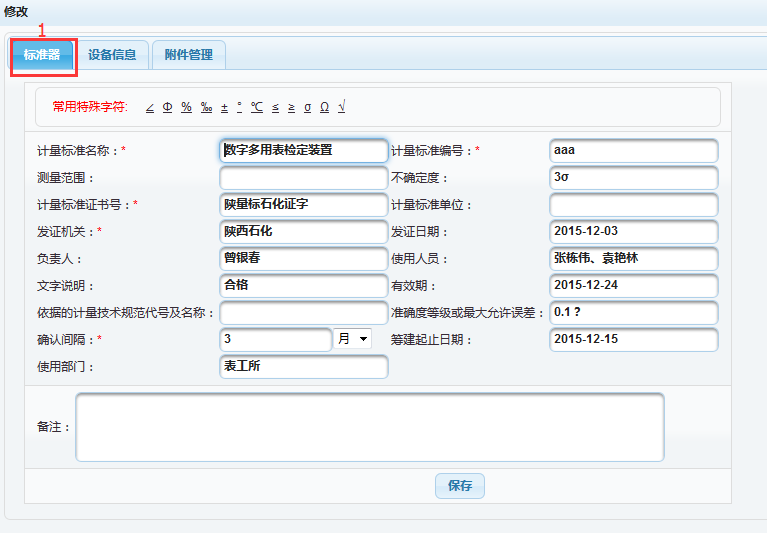 修改
1
标准器 设备信息 附件管理
常用特殊字符: ∠ Φ % ‰ ± ° ℃ ≤ ≥ σ Ω √
计量标准名称：* 数字多用表检定装置 计量标准编号：* aaa
测量范围： 不确定度： 3σ
计量标准证书号：* 陕量标石化证字 计量标准单位：
发证机关：* 陕西石化 发证日期： 2015-12-03
负责人： 曾银春 使用人员： 张栋伟、袁艳林
文字说明： 合格 有效期： 2015-12-24
依据的计量技术规范代号及名称： 准确度等级或最大允许误差： 0.1 ?
确认间隔：* 3 月 筹建起止日期： 2015-12-15
使用部门： 表工所
备注：
保存